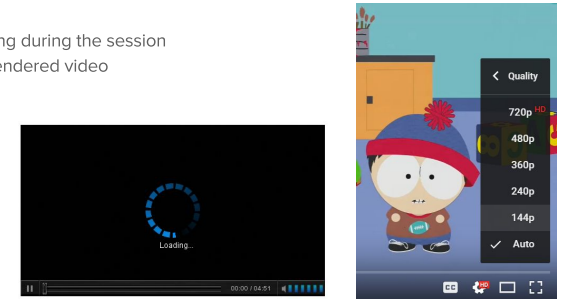 ng during the session
endered video
Loading...
00:00 / 04:51
Quality
720p HD
480p
360p
240p
144p
Auto
CC
HD